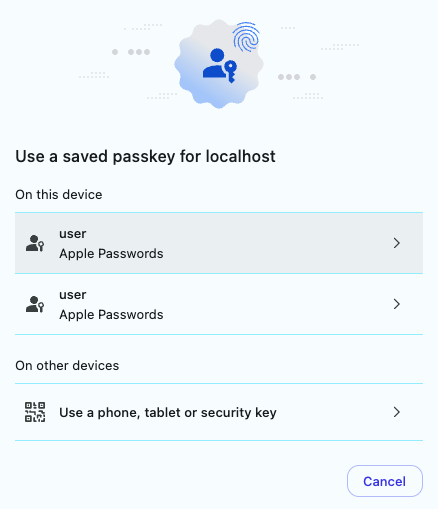 Use a saved passkey for localhost
On this device
user
Apple Passwords
user
Apple Passwords
On other devices
Use a phone, tablet or security key
Cancel